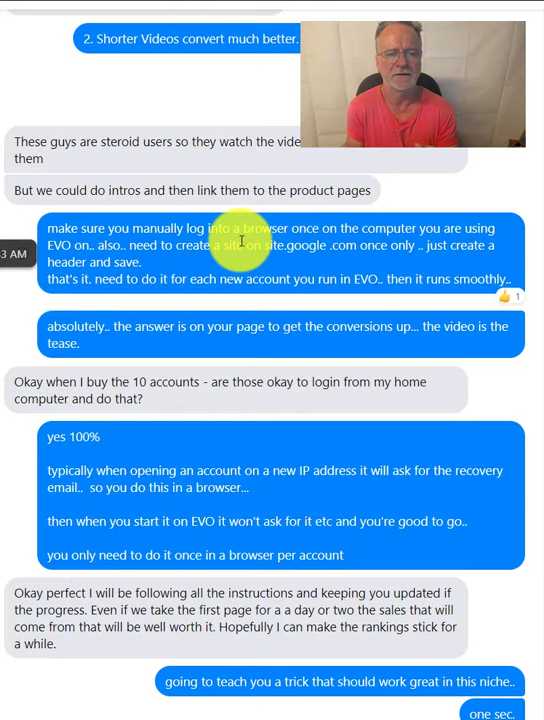 2. Shorter Videos convert much better.
These guys are steroid users so they watch the vide
them
But we could do intros and then link them to the product pages
make sure you manually log into a browser once on the computer you are using
EVO on.. also.. need to create a site on site.google .com once only .. just create a
header and save.
that's it. need to do it for each new account you run in EVO.. then it runs smoothly..
3 AM
1
absolutely.. the answer is on your page to get the conversions up... the video is the
tease.
Okay when I buy the 10 accounts - are those okay to login from my home
computer and do that?
yes 100%
typically when opening an account on a new IP address it will ask for the recovery
email.. so you do this in a browser...
then when you start it on EVO it won't ask for it etc and you're good to go..
you only need to do it once in a browser per account
Okay perfect I will be following all the instructions and keeping you updated if
the progress. Even if we take the first page for a a day or two the sales that will
come from that will be well worth it. Hopefully I can make the rankings stick for
a while.
going to teach you a trick that should work great in this niche..
one sec.